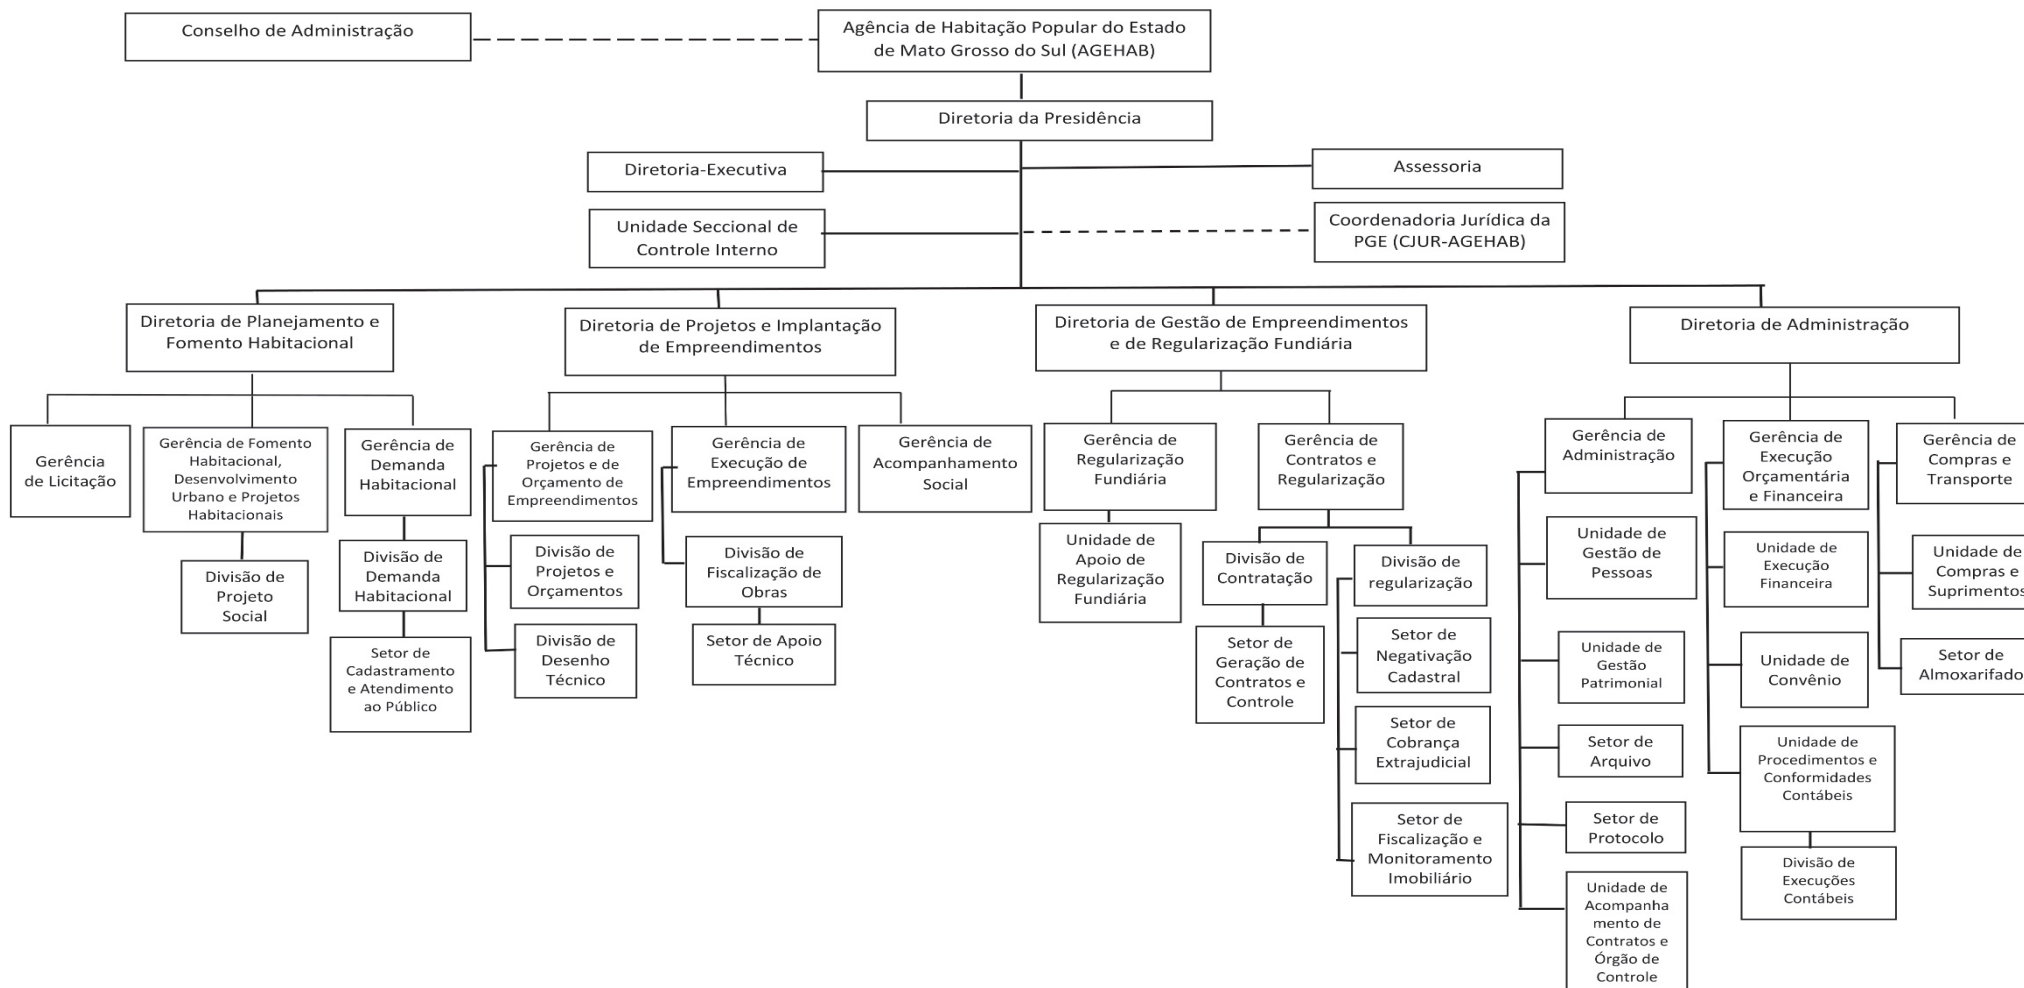 Conselho de Administração
Agência de Habitação Popular do Estado
de Mato Grosso do Sul (AGEHAB)
Diretoria da Presidência
Diretoria-Executiva
Assessoria
Unidade Seccional de
Controle Interno
Coordenadoria Jurídica da
PGE (CJUR-AGEHAB)
Diretoria de Planejamento e
Fomento Habitacional
Diretoria de Projetos e Implantação
de Empreendimentos
Diretoria de Gestão de Empreendimentos
e de Regularização Fundiária
Diretoria de Administração
Gerência
de Licitação
Gerência de Fomento
Habitacional,
Desenvolvimento
Urbano e Projetos
Habitacionais
Divisão de
Projeto
Social
Gerência de
Demanda
Habitacional
Divisão de
Demanda
Habitacional
Setor de
Cadastramento
e Atendimento
ao Público
Gerência de
Projetos e de
Orçamento de
Empreendimentos
Divisão de
Projetos e
Orçamentos
Divisão de
Desenho
Técnico
Gerência de
Execução de
Empreendimentos
Divisão de
Fiscalização de
Obras
Setor de Apoio
Técnico
Gerência de
Acompanhamento
Social
Gerência de
Regularização
Fundiária
Unidade de
Apoio de
Regularização
Fundiária
Gerência de
Contratos e
Regularização
Divisão de
Contratação
Setor de
Geração de
Contratos e
Controle
Divisão de
regularização
Setor de
Negativação
Cadastral
Setor de
Cobrança
Extrajudicial
Setor de
Fiscalização e
Monitoramento
Imobiliário
Gerência de
Administração
Unidade de
Gestão de
Pessoas
Unidade de
Gestão
Patrimonial
Setor de
Arquivo
Setor de
Protocolo
Unidade de
Acompanha
mento de
Contratos e
Órgão de
Controle
Gerência de
Execução
Orçamentária
e Financeira
Unidade de
Execução
Financeira
Unidade de
Convênio
Unidade de
Procedimentos e
Conformidades
Contábeis
Divisão de
Execuções
Contábeis
Gerência de
Compras e
Transporte
Unidade de
Compras e
Suprimentos
Setor de
Almoxarifado